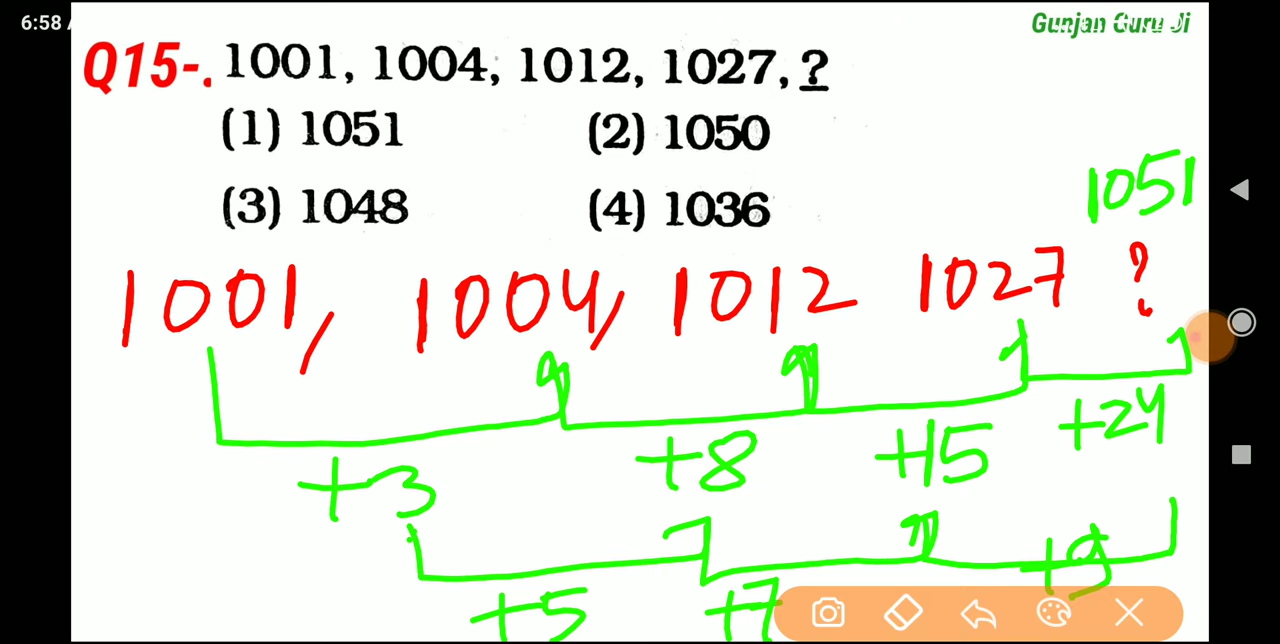 6:58
Gunjan Guru Ji
Q15-. 1001, 1004, 1012, 1027, ?
(1) 1051 (2) 1050
(3) 1048 (4) 1036
1051
1001, 1004, 1012 1027 ?
+3 +8 +15 +24
+5 +7 +9